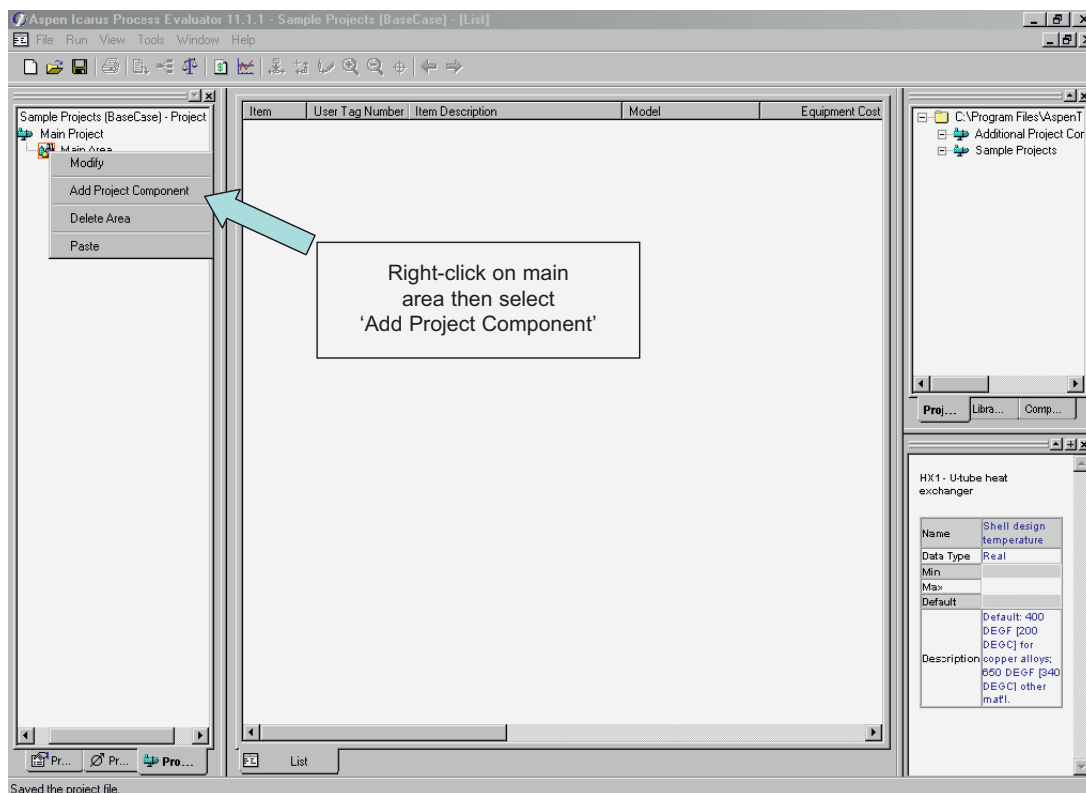 Aspen Icarus Process Evaluator 11.1.1 - Sample Projects (BaseCase) - [List]
File Run View Tools Window Help
Sample Projects (BaseCase) - Project
Main Project
Main Area
Modify
Add Project Component
Delete Area
Paste
Item User Tag Number Item Description Model Equipment Cost
Right-click on main
area then select
‘Add Project Component’
C:\Program Files\AspenT
Additional Project Cor
Sample Projects
Proj... Libra... Comp...
HX1 - U-tube heat
exchanger
Name Shell design
temperature
Data Type Real
Min
Max
Default
Description Default: 400
DEGF [200
DEGC] for
copper alloys;
650 DEGF [340
DEGC] other
mat'l.
Pr... Pr... Pro...
List
Saved the project file.